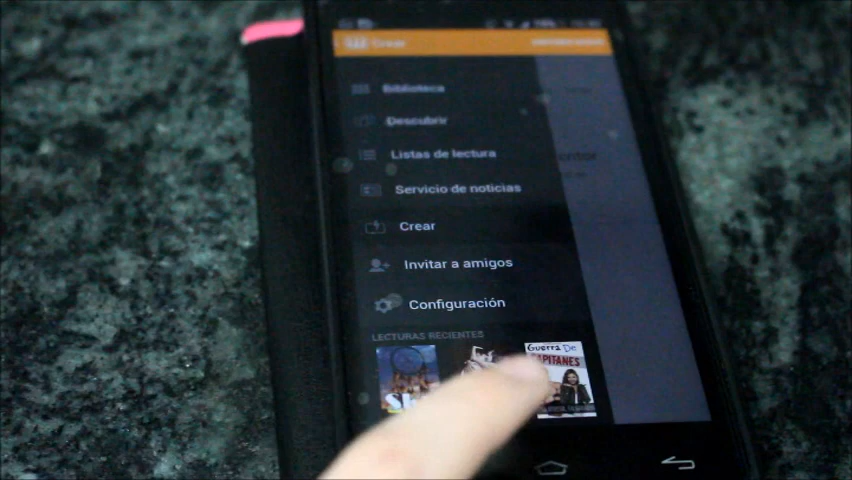 Crear
Biblioteca
Descubrir
Listas de lectura
Servicio de noticias
Crear
Invitar a amigos
Configuración
LECTURAS RECIENTES
GUERRA De
CAPITANES